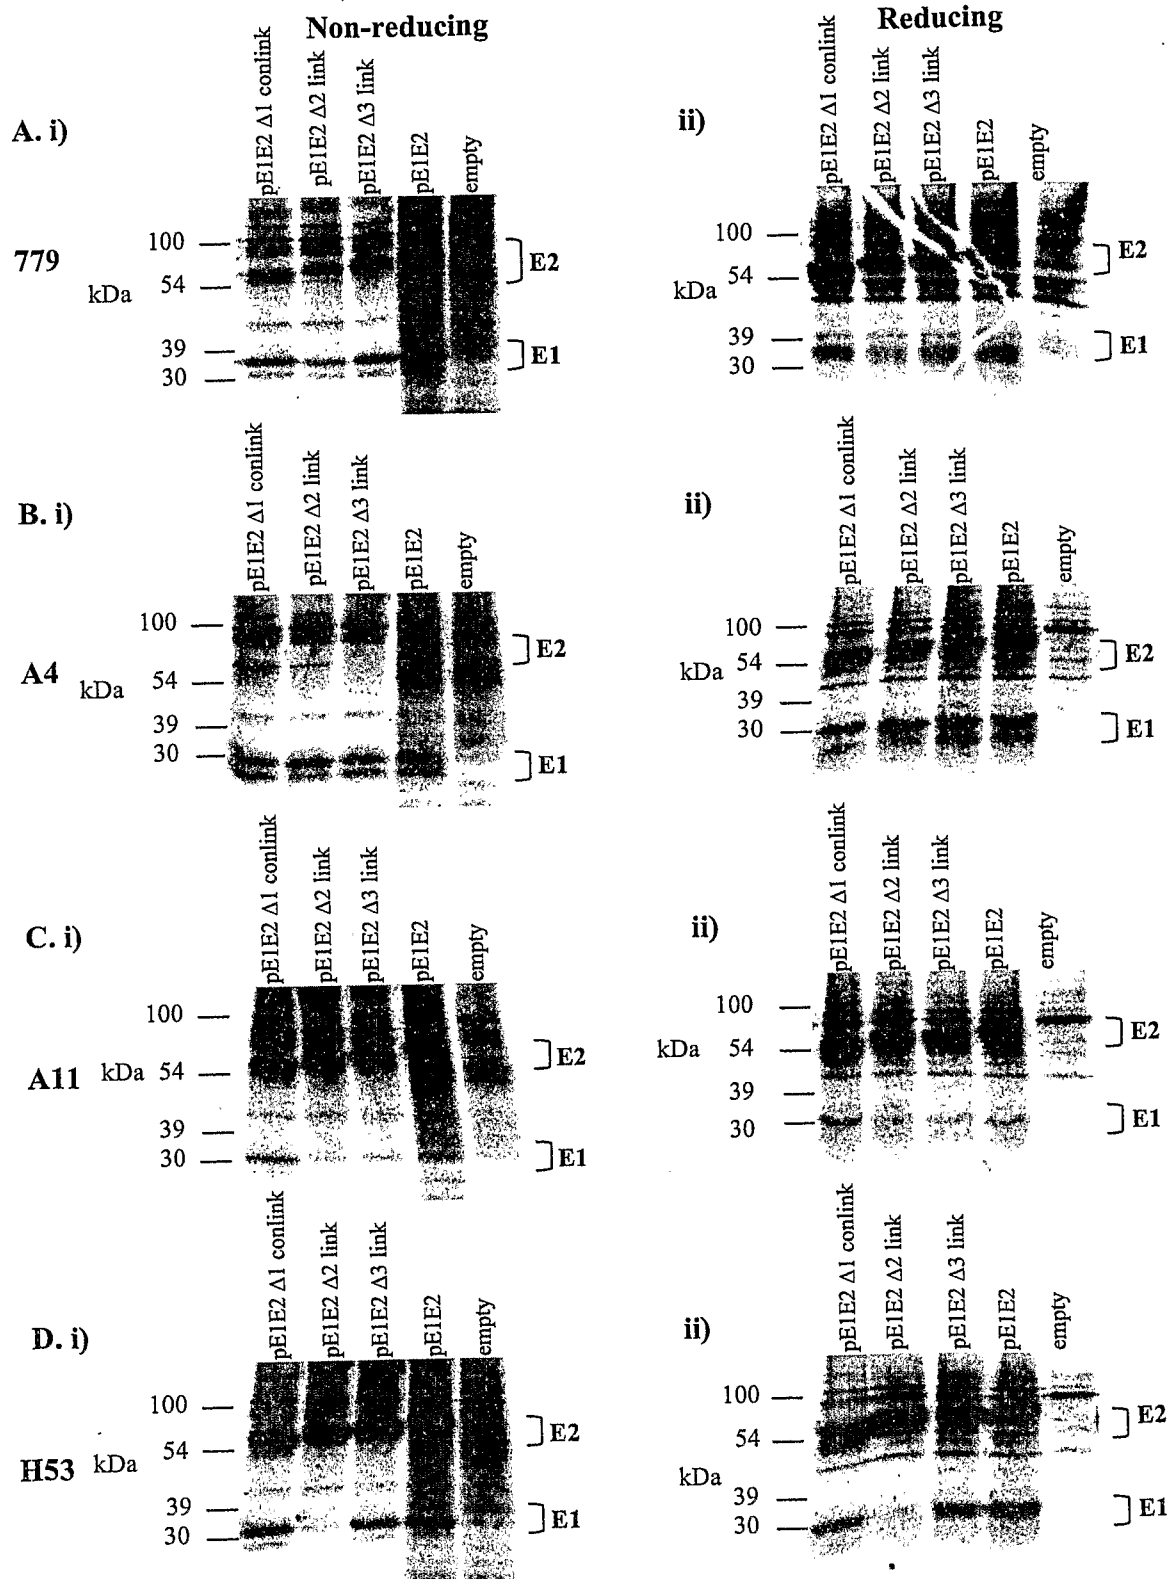 Non-reducing
Reducing
A. i)
pE1E2 Δ1 conlink
pE1E2 Δ2 link
pE1E2 Δ3 link
pE1E2
empty
ii)
pE1E2 Δ1 conlink
pE1E2 Δ2 link
pE1E2 Δ3 link
pE1E2
empty
779
kDa
100
54
39
30
E2
E1
kDa
100
54
39
30
E2
E1
B. i)
pE1E2 Δ1 conlink
pE1E2 Δ2 link
pE1E2 Δ3 link
pE1E2
empty
ii)
pE1E2 Δ1 conlink
pE1E2 Δ2 link
pE1E2 Δ3 link
pE1E2
empty
A4
kDa
100
54
39
30
E2
E1
kDa
100
54
39
30
E2
E1
C. i)
pE1E2 Δ1 conlink
pE1E2 Δ2 link
pE1E2 Δ3 link
pE1E2
empty
ii)
pE1E2 Δ1 conlink
pE1E2 Δ2 link
pE1E2 Δ3 link
pE1E2
empty
A11
kDa
100
54
39
30
E2
E1
kDa
100
54
39
30
E2
E1
D. i)
pE1E2 Δ1 conlink
pE1E2 Δ2 link
pE1E2 Δ3 link
pE1E2
empty
ii)
pE1E2 Δ1 conlink
pE1E2 Δ2 link
pE1E2 Δ3 link
pE1E2
empty
H53
kDa
100
54
39
30
E2
E1
kDa
100
54
39
30
E2
E1